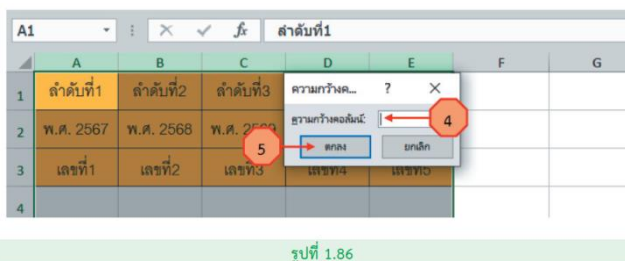 A1 fx ลำดับที่1
A B C D E F G
1 ลำดับที่1 ลำดับที่2 ลำดับที่3
2 พ.ศ. 2567 พ.ศ. 2568 พ.ศ.
3 เลขที่1 เลขที่2 เลขที่3 เลขที่4 เลขที่5
4
ความกว้างค... ? ×
ความกว้างคอลัมน์:
4
5
ตกลง ยกเลิก
รูปที่ 1.86